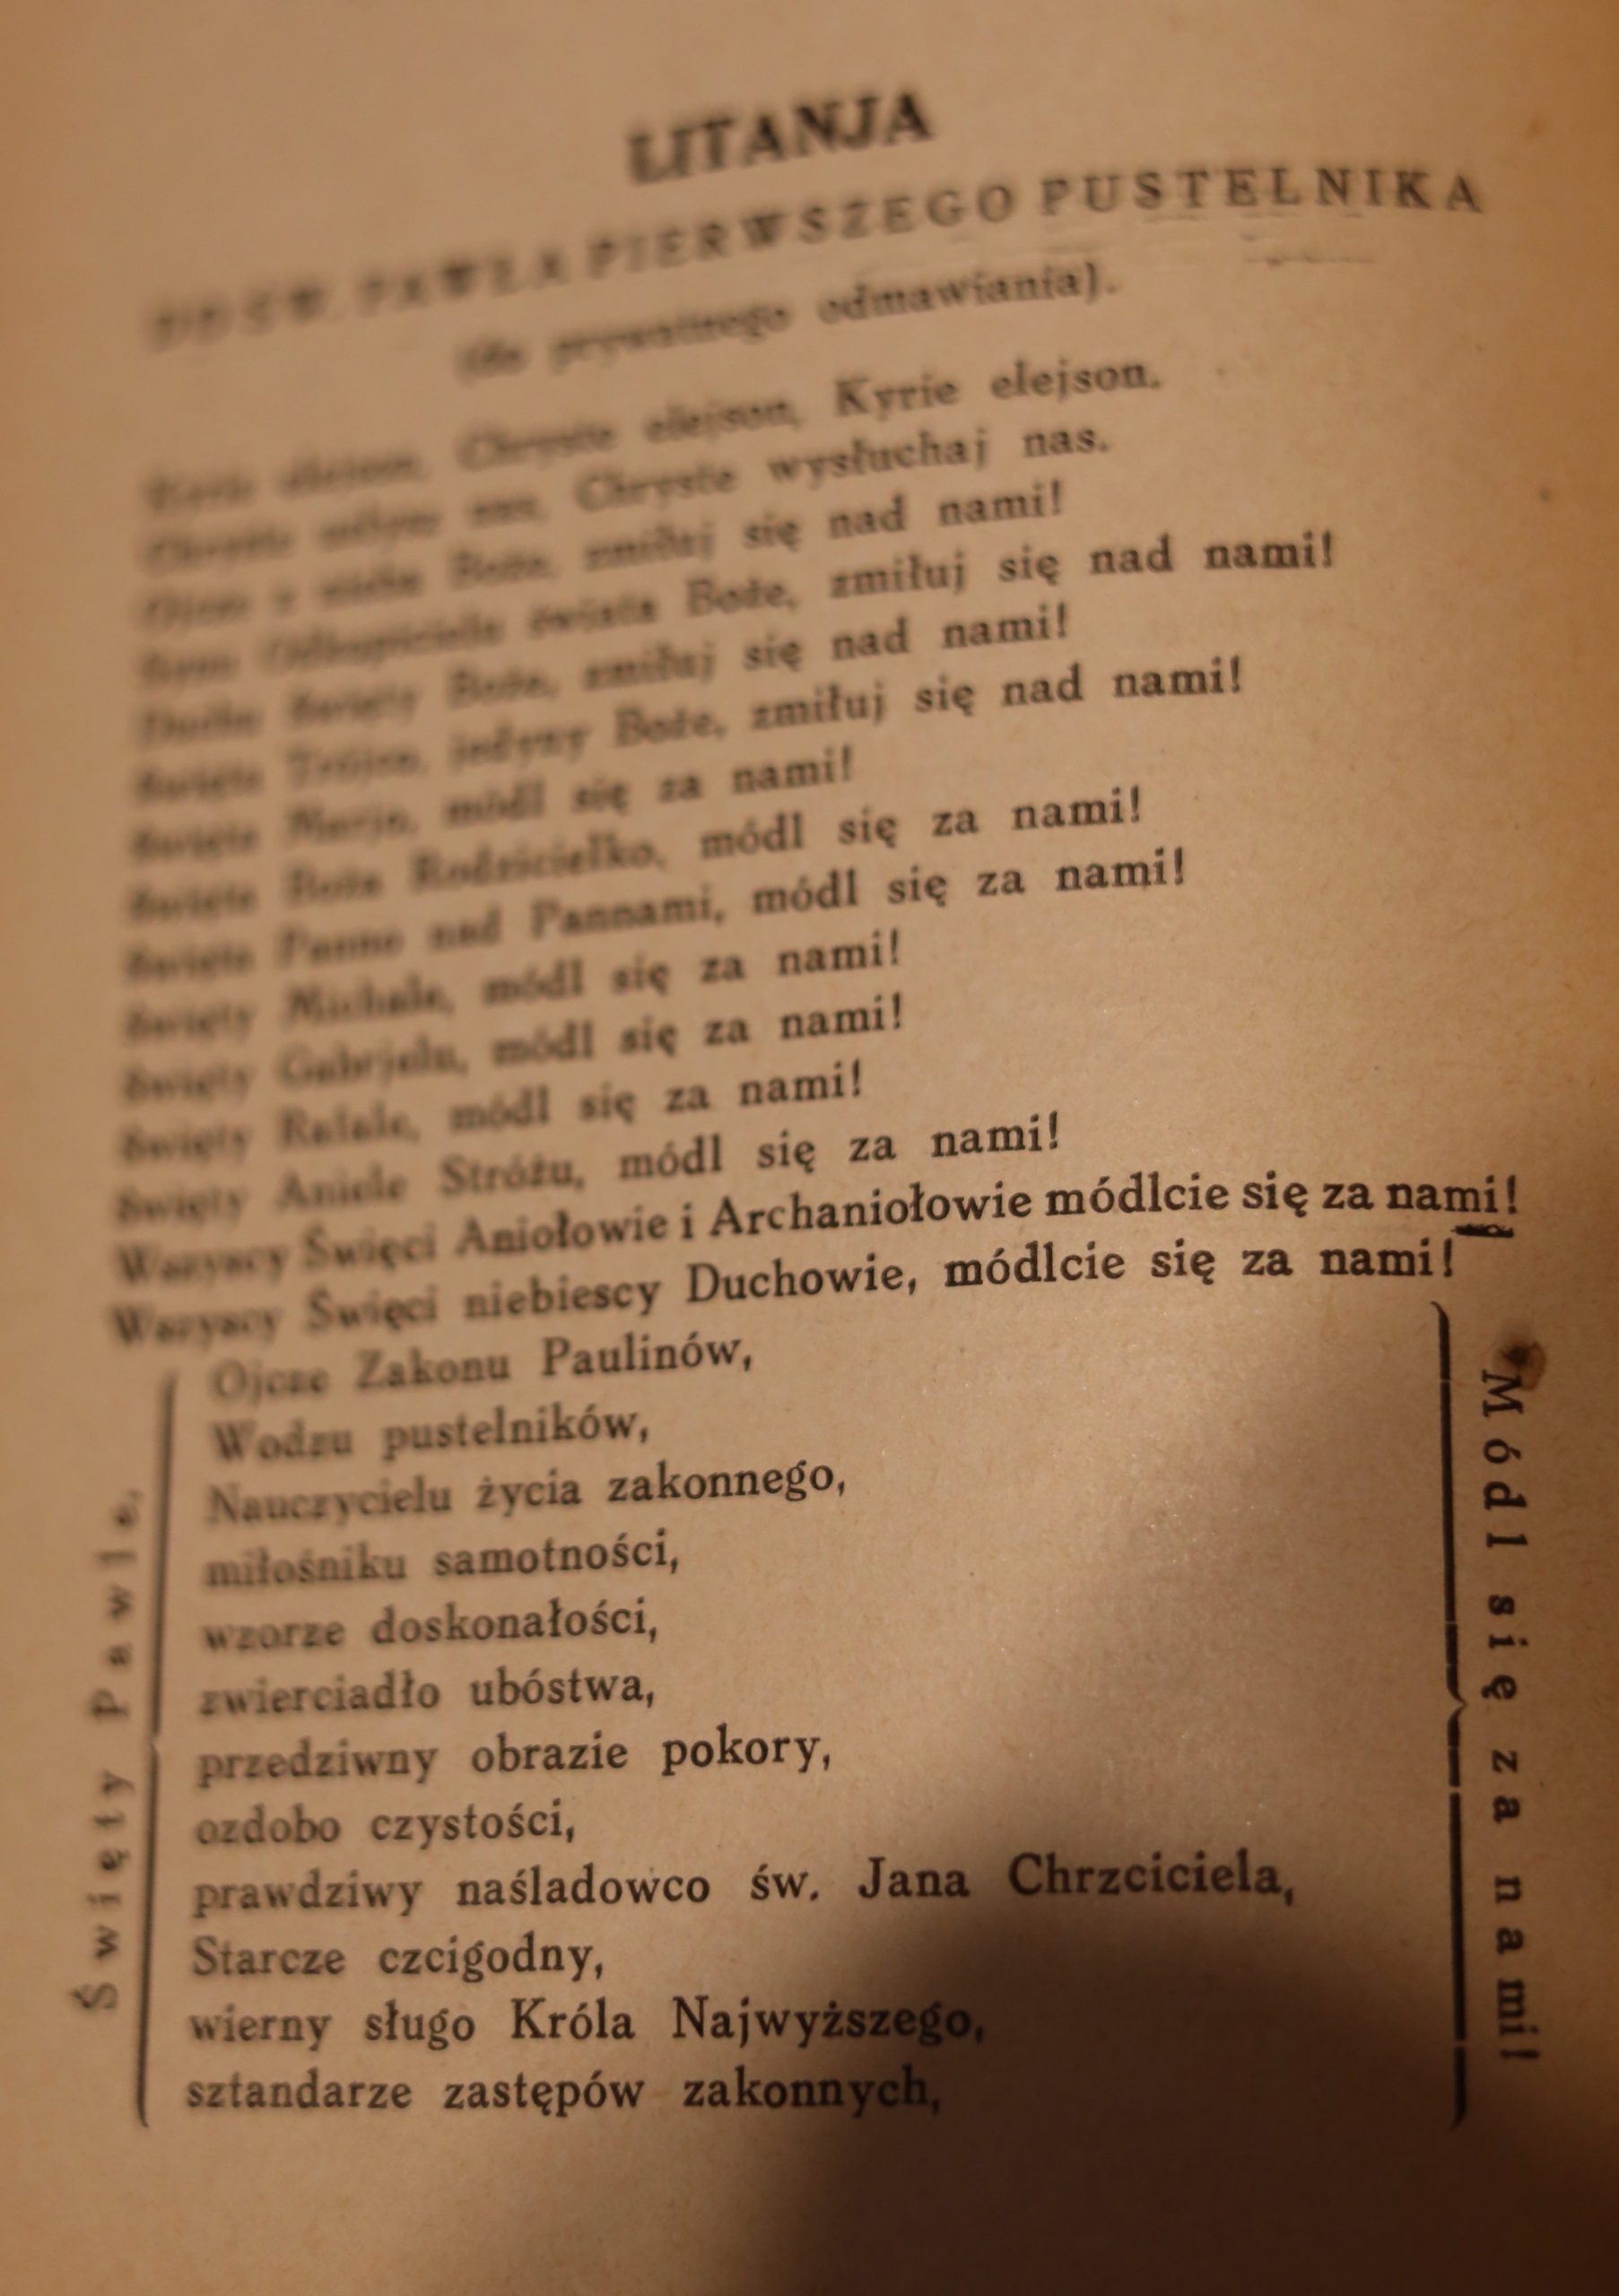 LITANJA
DO ŚW. PAWŁA PIERWSZEGO PUSTELNIKA
(do prywatnego odmawiania).
Kyrie elejson, Chryste elejson, Kyrie elejson.
Chryste usłysz nas, Chryste wysłuchaj nas.
Ojcze z nieba Boże, zmiłuj się nad nami!
Synu Odkupicielu świata Boże, zmiłuj się nad nami!
Duchu Święty Boże, zmiłuj się nad nami!
Święta Trójco, jedyny Boże, zmiłuj się nad nami!
Święta Marjo, módl się za nami!
Święta Boża Rodzicielko, módl się za nami!
Święta Panno nad Pannami, módl się za nami!
Święty Michale, módl się za nami!
Święty Gabrjelu, módl się za nami!
Święty Rafale, módl się za nami!
Święty Aniele Stróżu, módl się za nami!
Wszyscy Święci Aniołowie i Archaniołowie módlcie się za nami!
Wszyscy Święci niebiescy Duchowie, módlcie się za nami!
Święty Pawle,
Ojcze Zakonu Paulinów,
Wodzu pustelników,
Nauczycielu życia zakonnego,
miłośniku samotności,
wzorze doskonałości,
zwierciadło ubóstwa,
przedziwny obrazie pokory,
ozdobo czystości,
prawdziwy naśladowco św. Jana Chrzciciela,
Starcze czcigodny,
wierny sługo Króla Najwyższego,
sztandarze zastępów zakonnych,
Módl się za nami!